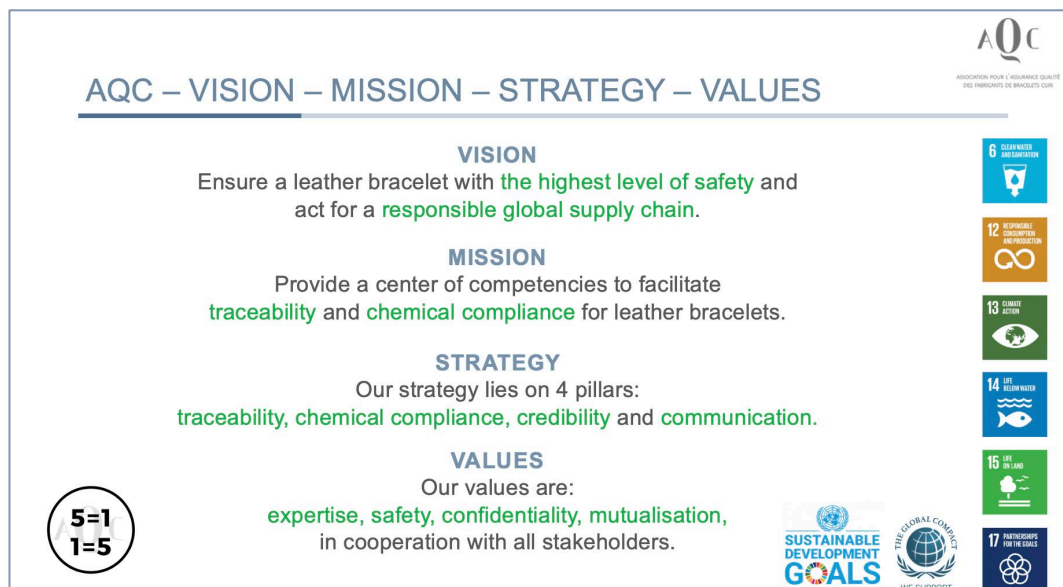 AQC
ASSOCIATION POUR L'ASSURANCE QUALITÉ
DES FABRICANTS DE BRACELETS CUIR
AQC – VISION – MISSION – STRATEGY – VALUES
VISION
Ensure a leather bracelet with the highest level of safety and
act for a responsible global supply chain.
MISSION
Provide a center of competencies to facilitate
traceability and chemical compliance for leather bracelets.
STRATEGY
Our strategy lies on 4 pillars:
traceability, chemical compliance, credibility and communication.
VALUES
Our values are:
expertise, safety, confidentiality, mutualisation,
in cooperation with all stakeholders.
5=1
1=5
AQC
6 CLEAN WATER
AND SANITATION
12 RESPONSIBLE
CONSUMPTION
AND PRODUCTION
13 CLIMATE
ACTION
14 LIFE
BELOW WATER
15 LIFE
ON LAND
17 PARTNERSHIPS
FOR THE GOALS
SUSTAINABLE
DEVELOPMENT
GOALS
THE GLOBAL COMPACT
WE SUPPORT